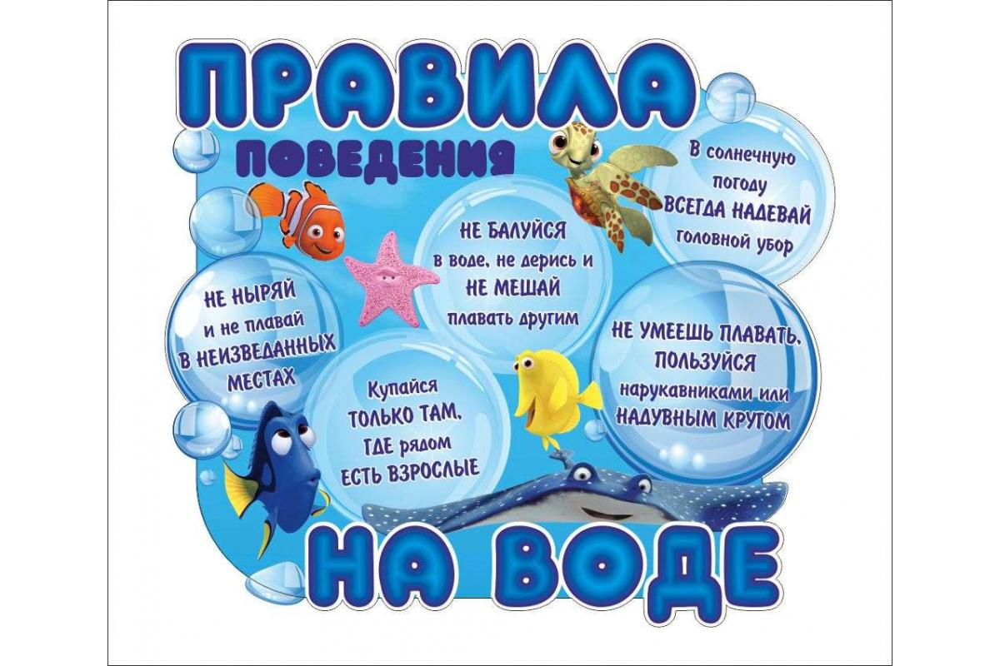 ПРАВИЛА
ПОВЕДЕНИЯ
В солнечную
погоду
ВСЕГДА НАДЕВАЙ
головной убор
НЕ БАЛУЙСЯ
в воде, не дерись и
НЕ МЕШАЙ
плавать другим
НЕ НЫРЯЙ
и не плавай
В НЕИЗВЕДАННЫХ
МЕСТАХ
НЕ УМЕЕШЬ ПЛАВАТЬ,
ПОЛЬЗУЙСЯ
нарукавниками или
НАДУВНЫМ КРУГОМ
Купайся
ТОЛЬКО ТАМ,
ГДЕ рядом
ЕСТЬ ВЗРОСЛЫЕ
НА ВОДЕ